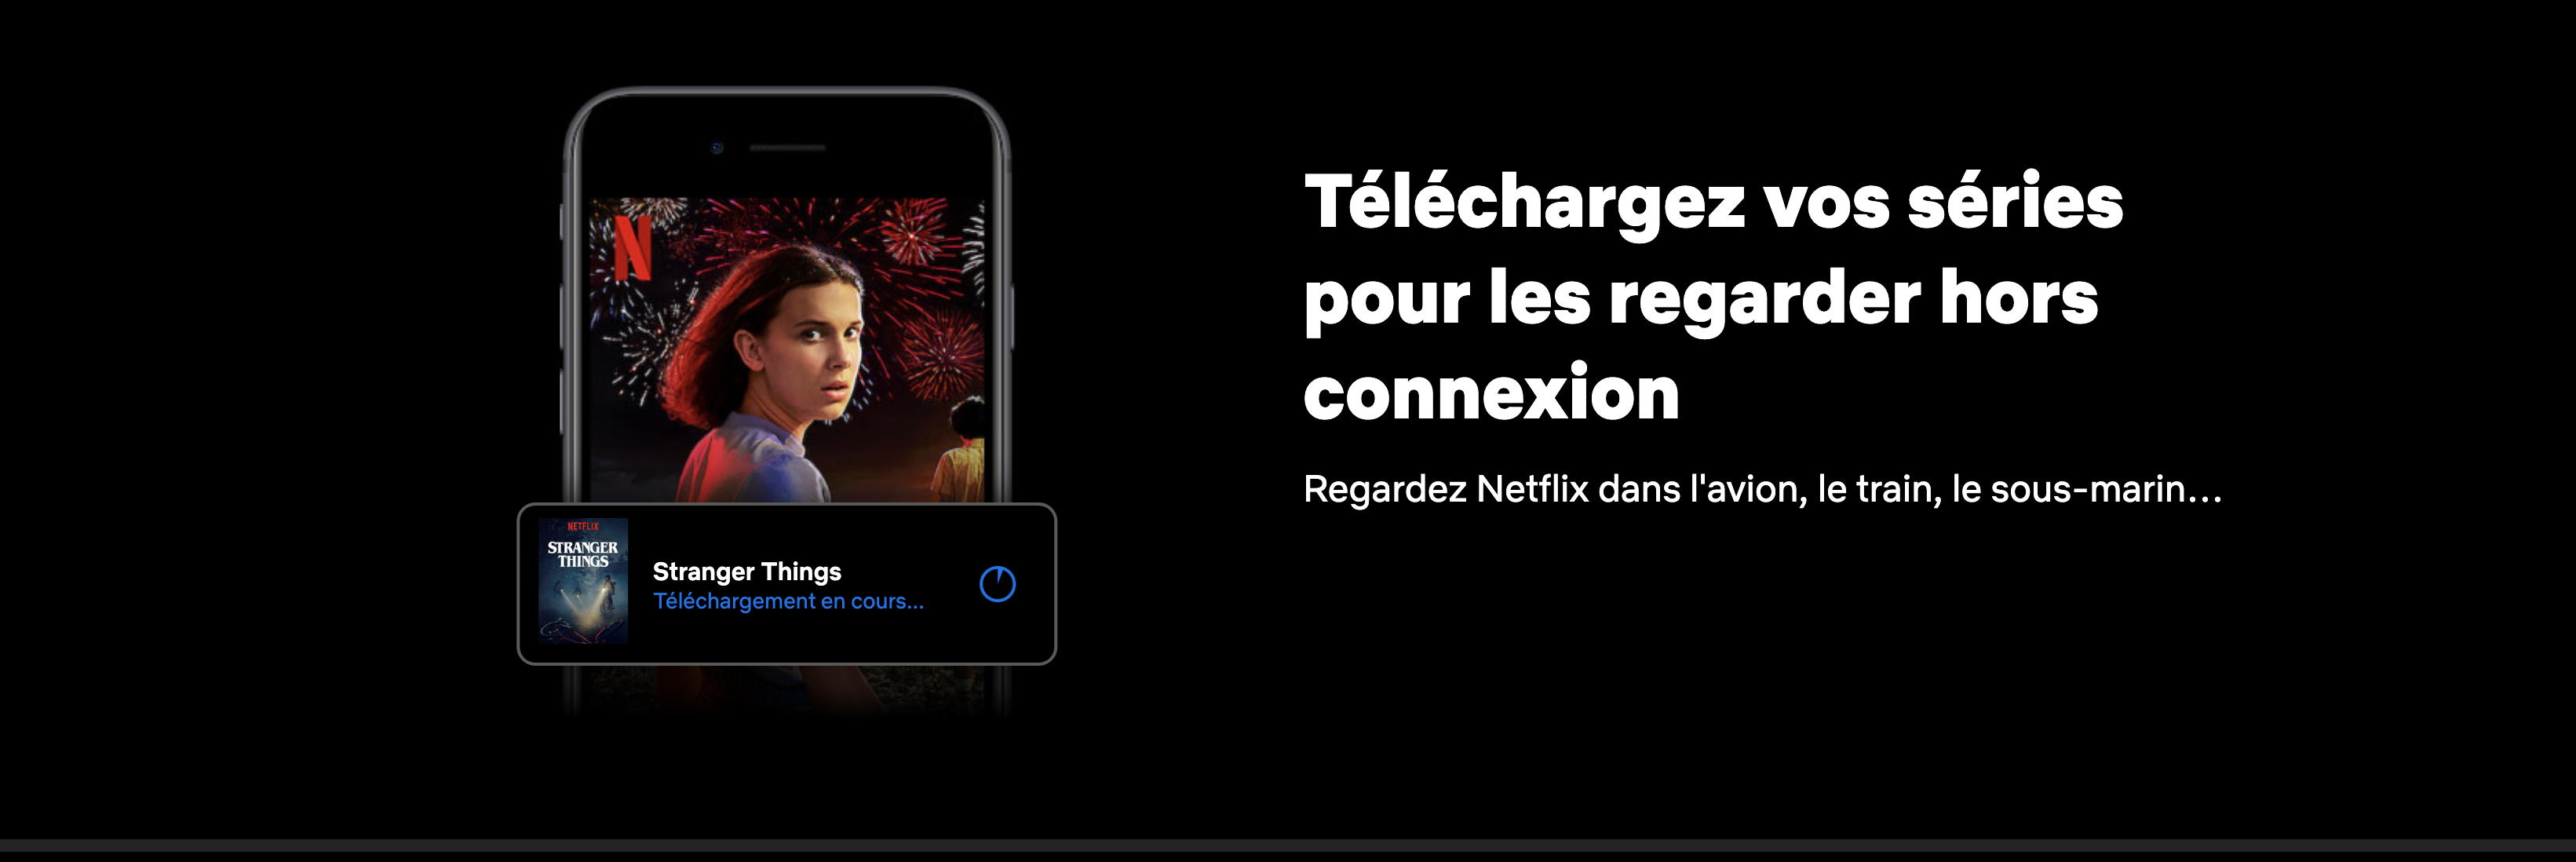 N
NETFLIX
STRANGER
THINGS
Stranger Things
Téléchargement en cours...
Téléchargez vos séries
pour les regarder hors
connexion
Regardez Netflix dans l'avion, le train, le sous-marin...